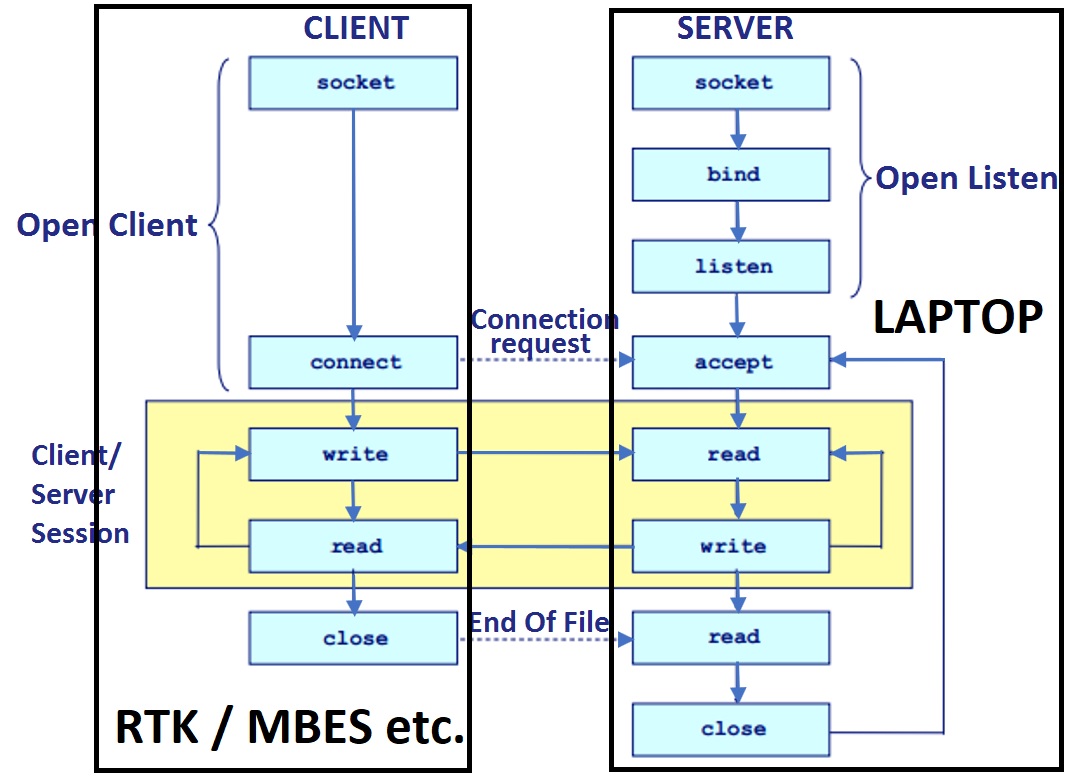 CLIENT
SERVER
socket
socket
bind
Open Listen
Open Client
listen
LAPTOP
Connection
request
connect
accept
Client/
Server
Session
write
read
read
write
End Of File
close
read
RTK / MBES etc.
close